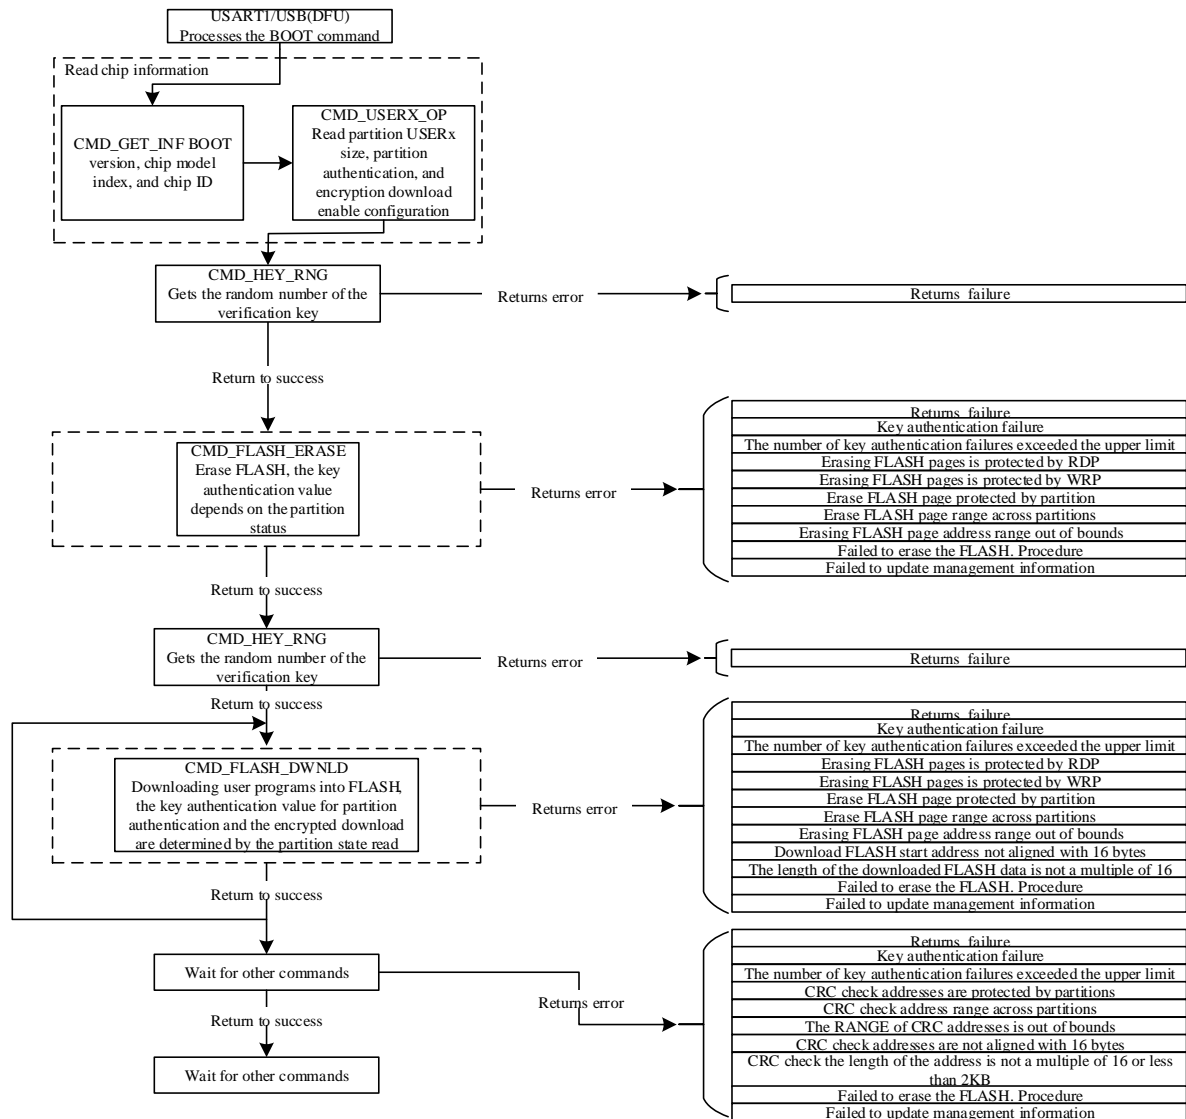 USART1/USB(DFU)
Processes the BOOT command
Read chip information
CMD_GET_INF BOOT
version, chip model
index, and chip ID
CMD_USERX_OP
Read partition USERx
size, partition
authentication, and
encryption download
enable configuration
CMD_HEY_RNG
Gets the random number of the
verification key
Returns error
Returns failure
Return to success
CMD_FLASH_ERASE
Erase FLASH, the key
authentication value
depends on the partition
status
Returns error
Returns failure
Key authentication failure
The number of key authentication failures exceeded the upper limit
Erasing FLASH pages is protected by RDP
Erasing FLASH pages is protected by WRP
Erase FLASH page protected by partition
Erase FLASH page range across partitions
Erasing FLASH page address range out of bounds
Failed to erase the FLASH. Procedure
Failed to update management information
Return to success
CMD_HEY_RNG
Gets the random number of the
verification key
Returns error
Returns failure
Return to success
CMD_FLASH_DWNLD
Downloading user programs into FLASH,
the key authentication value for partition
authentication and the encrypted download
are determined by the partition state read
Returns error
Returns failure
Key authentication failure
The number of key authentication failures exceeded the upper limit
Erasing FLASH pages is protected by RDP
Erasing FLASH pages is protected by WRP
Erase FLASH page protected by partition
Erase FLASH page range across partitions
Erasing FLASH page address range out of bounds
Download FLASH start address not aligned with 16 bytes
The length of the downloaded FLASH data is not a multiple of 16
Failed to erase the FLASH. Procedure
Failed to update management information
Return to success
Wait for other commands
Returns error
Returns failure
Key authentication failure
The number of key authentication failures exceeded the upper limit
CRC check addresses are protected by partitions
CRC check address range across partitions
The RANGE of CRC addresses is out of bounds
CRC check addresses are not aligned with 16 bytes
CRC check the length of the address is not a multiple of 16 or less
than 2KB
Failed to erase the FLASH. Procedure
Failed to update management information
Return to success
Wait for other commands